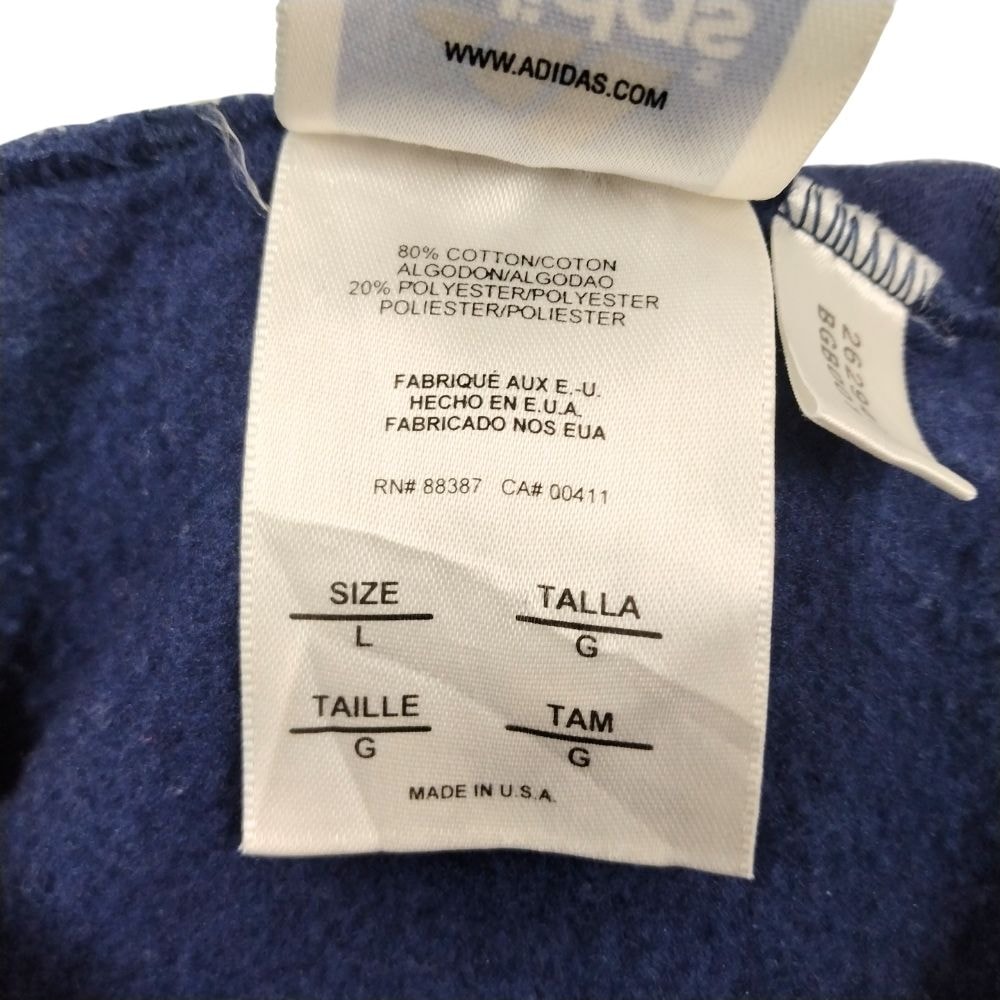 WWW.ADIDAS.COM
80% COTTON/COTON
ALGODON/ALGODAO
20% POLYESTER/POLYESTER
POLIESTER/POLIESTER
FABRIQUÉ AUX E.-U.
HECHO EN E.U.A.
FABRICADO NOS EUA
RN# 88387 CA# 00411
SIZE
L
TALLA
G
TAILLE
G
TAM
G
MADE IN U.S.A.